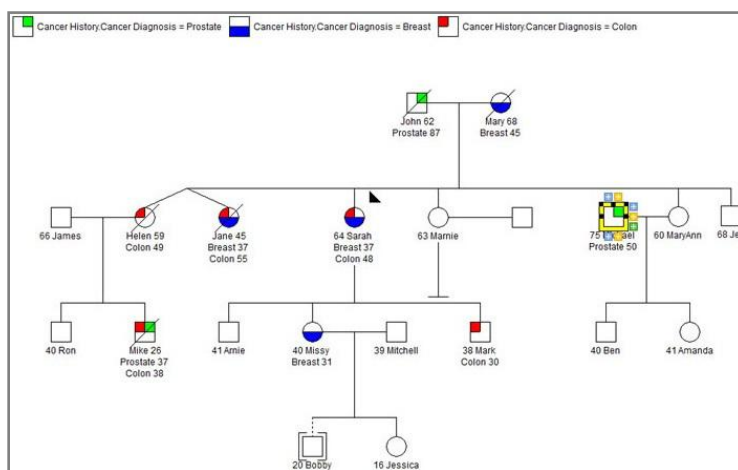 Cancer History.Cancer Diagnosis = Prostate
Cancer History.Cancer Diagnosis = Breast
Cancer History.Cancer Diagnosis = Colon
John 62
Prostate 87
Mary 68
Breast 45
66 James
Helen 59
Colon 49
Jane 45
Breast 37
Colon 55
64 Sarah
Breast 37
Colon 48
63 Marnie
75
Prostate 50
60 MaryAnn
40 Ron
Mike 26
Prostate 37
Colon 38
41 Arnie
40 Missy
Breast 31
39 Mitchell
38 Mark
Colon 30
40 Ben
41 Amanda
20 Bobby
16 Jessica